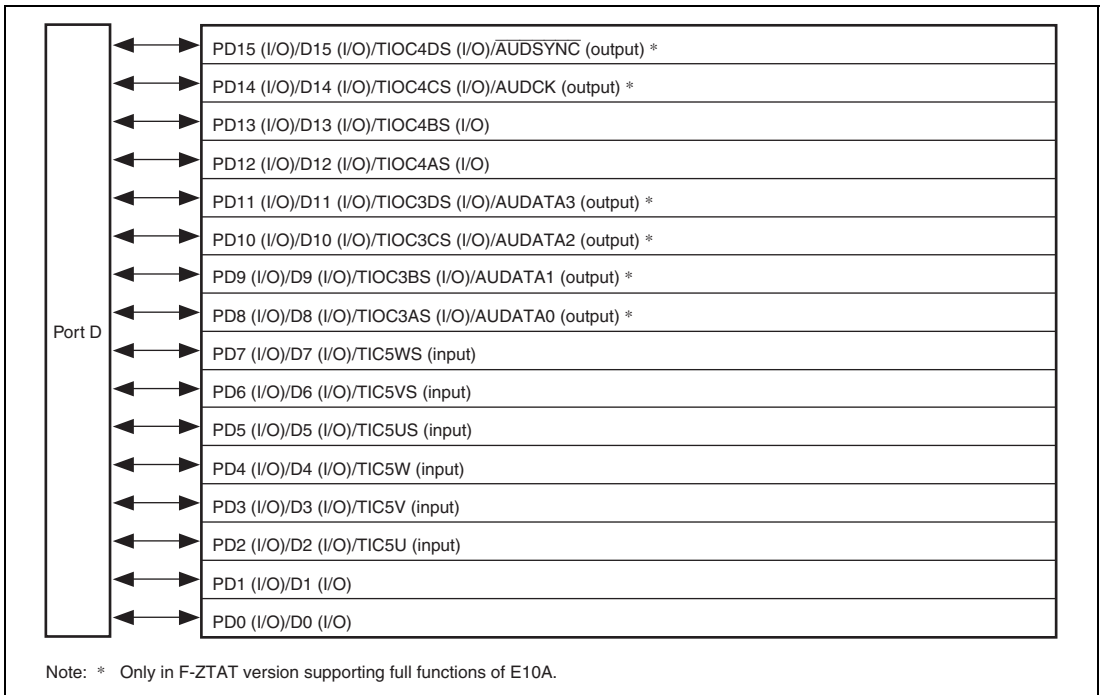 PD15 (I/O)/D15 (I/O)/TIOC4DS (I/O)/A̅U̅D̅S̅Y̅N̅C̅ (output) *
PD14 (I/O)/D14 (I/O)/TIOC4CS (I/O)/AUDCK (output) *
PD13 (I/O)/D13 (I/O)/TIOC4BS (I/O)
PD12 (I/O)/D12 (I/O)/TIOC4AS (I/O)
PD11 (I/O)/D11 (I/O)/TIOC3DS (I/O)/AUDATA3 (output) *
PD10 (I/O)/D10 (I/O)/TIOC3CS (I/O)/AUDATA2 (output) *
PD9 (I/O)/D9 (I/O)/TIOC3BS (I/O)/AUDATA1 (output) *
PD8 (I/O)/D8 (I/O)/TIOC3AS (I/O)/AUDATA0 (output) *
Port D
PD7 (I/O)/D7 (I/O)/TIC5WS (input)
PD6 (I/O)/D6 (I/O)/TIC5VS (input)
PD5 (I/O)/D5 (I/O)/TIC5US (input)
PD4 (I/O)/D4 (I/O)/TIC5W (input)
PD3 (I/O)/D3 (I/O)/TIC5V (input)
PD2 (I/O)/D2 (I/O)/TIC5U (input)
PD1 (I/O)/D1 (I/O)
PD0 (I/O)/D0 (I/O)
Note: * Only in F-ZTAT version supporting full functions of E10A.